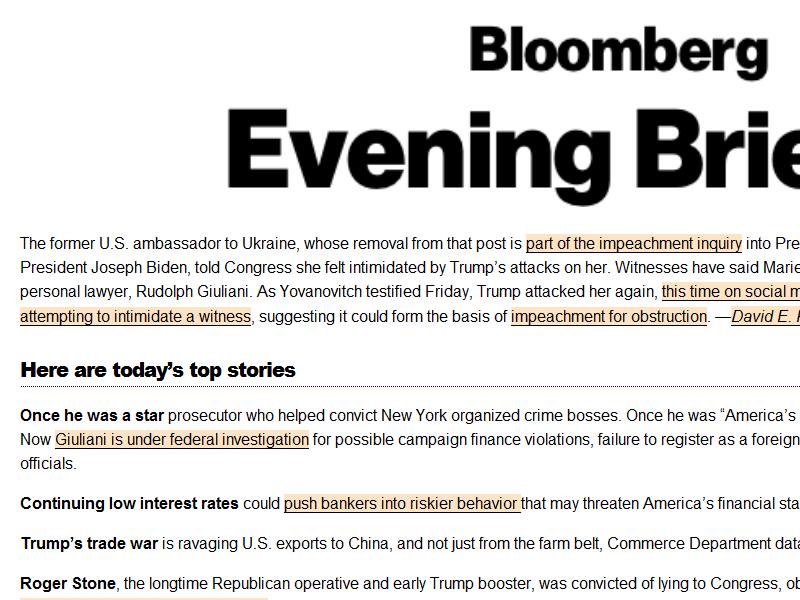 Bloomberg
Evening Brie
The former U.S. ambassador to Ukraine, whose removal from that post is part of the impeachment inquiry into Pre
President Joseph Biden, told Congress she felt intimidated by Trump’s attacks on her. Witnesses have said Marie
personal lawyer, Rudolph Giuliani. As Yovanovitch testified Friday, Trump attacked her again, this time on social m
attempting to intimidate a witness, suggesting it could form the basis of impeachment for obstruction. —David E.
Here are today’s top stories
Once he was a star prosecutor who helped convict New York organized crime bosses. Once he was “America’s
Now Giuliani is under federal investigation for possible campaign finance violations, failure to register as a foreign
officials.
Continuing low interest rates could push bankers into riskier behavior that may threaten America’s financial sta
Trump’s trade war is ravaging U.S. exports to China, and not just from the farm belt, Commerce Department data
Roger Stone, the longtime Republican operative and early Trump booster, was convicted of lying to Congress, ob